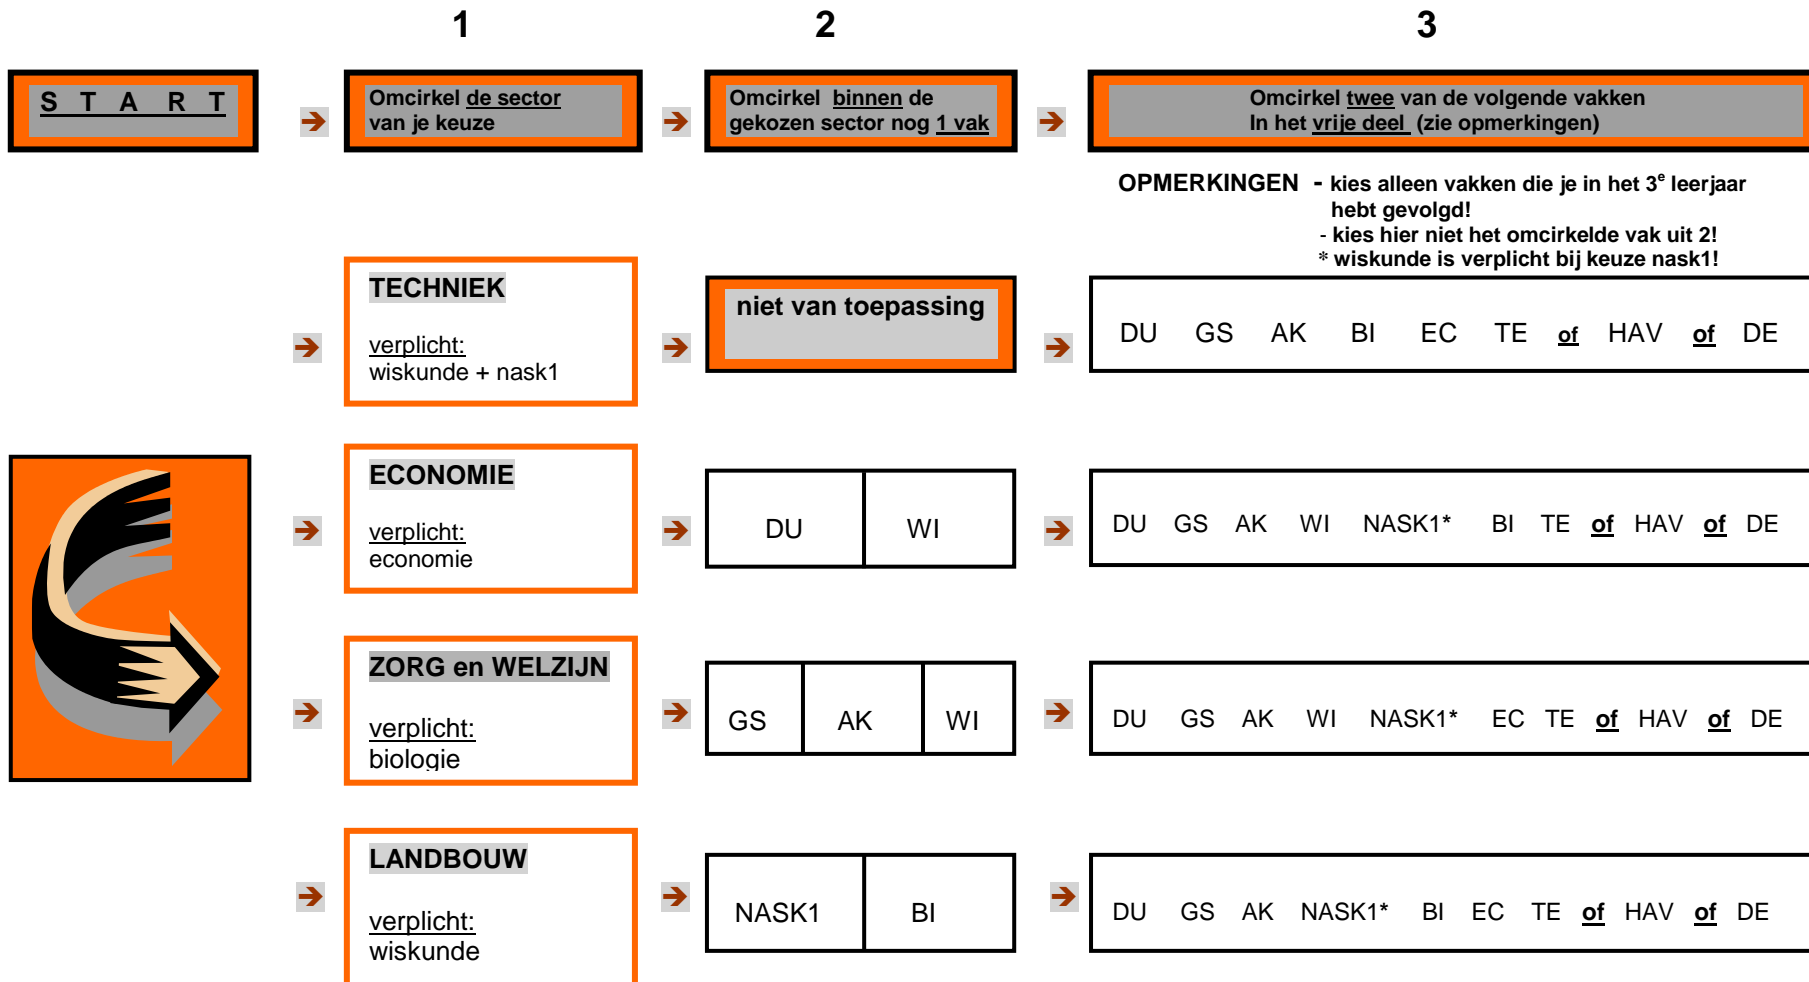 1 2 3
S T A R T
Omcirkel de sector
van je keuze
Omcirkel binnen de
gekozen sector nog 1 vak
Omcirkel twee van de volgende vakken
In het vrije deel (zie opmerkingen)
OPMERKINGEN - kies alleen vakken die je in het 3e leerjaar
hebt gevolgd!
- kies hier niet het omcirkelde vak uit 2!
* wiskunde is verplicht bij keuze nask1!
TECHNIEK
verplicht:
wiskunde + nask1
niet van toepassing
DU GS AK BI EC TE of HAV of DE
ECONOMIE
verplicht:
economie
DU WI
DU GS AK WI NASK1* BI TE of HAV of DE
ZORG en WELZIJN
verplicht:
biologie
GS AK WI
DU GS AK WI NASK1* EC TE of HAV of DE
LANDBOUW
verplicht:
wiskunde
NASK1 BI
DU GS AK NASK1* BI EC TE of HAV of DE